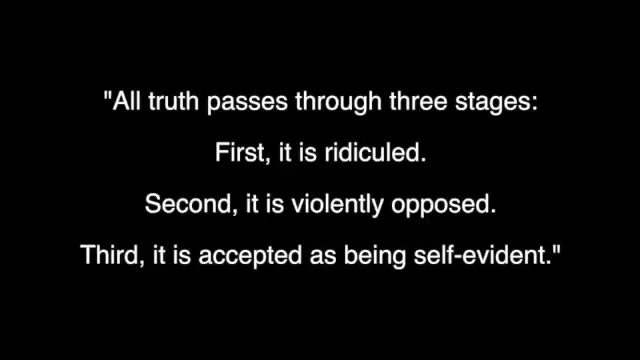 "All truth passes through three stages:
First, it is ridiculed.
Second, it is violently opposed.
Third, it is accepted as being self-evident."